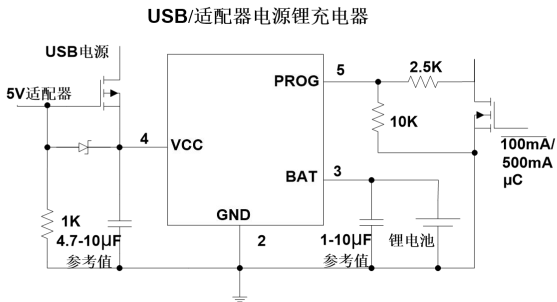 USB/适配器电源锂充电器
USB电源
5V适配器
4
VCC
PROG
5
2.5K
10K
100mA/
500mA
µC
BAT
3
GND
2
1K
4.7-10µF
参考值
1-10µF
参考值
锂电池